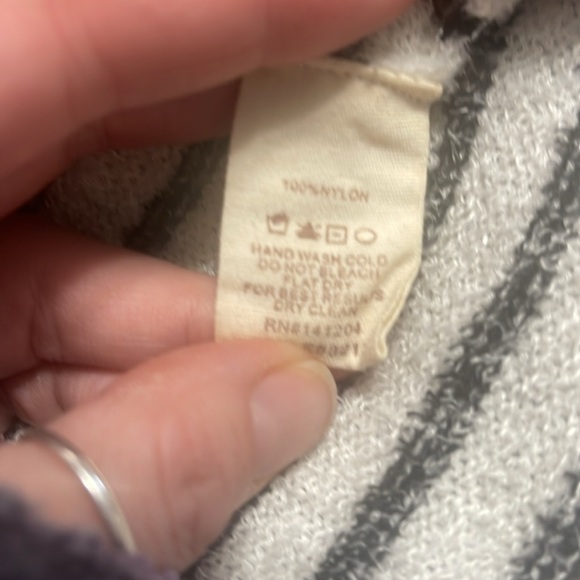 100%NYLON
HAND WASH COLD
DO NOT BLEACH
FLAT DRY
FOR BEST RESULTS
DRY CLEAN
RN#141204